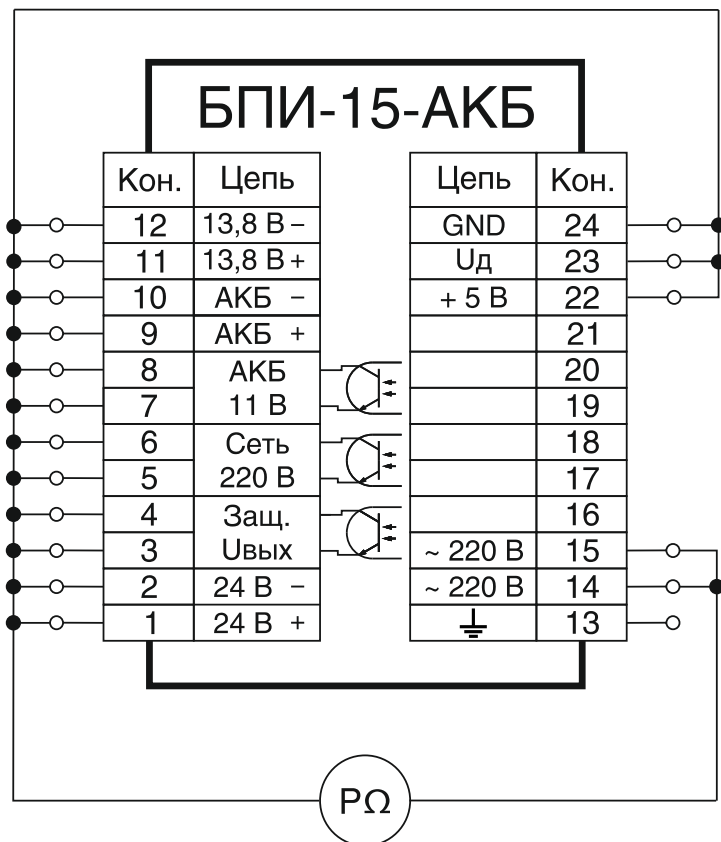 БПИ-15-АКБ
Кон. Цепь
12 13,8 В –
11 13,8 В +
10 АКБ –
9 АКБ +
8 АКБ
7 11 В
6 Сеть
5 220 В
4 Защ.
3 Uвых
2 24 В –
1 24 В +
Цепь Кон.
GND 24
Uд 23
+ 5 В 22
21
20
19
18
17
16
~ 220 В 15
~ 220 В 14
13
PΩ